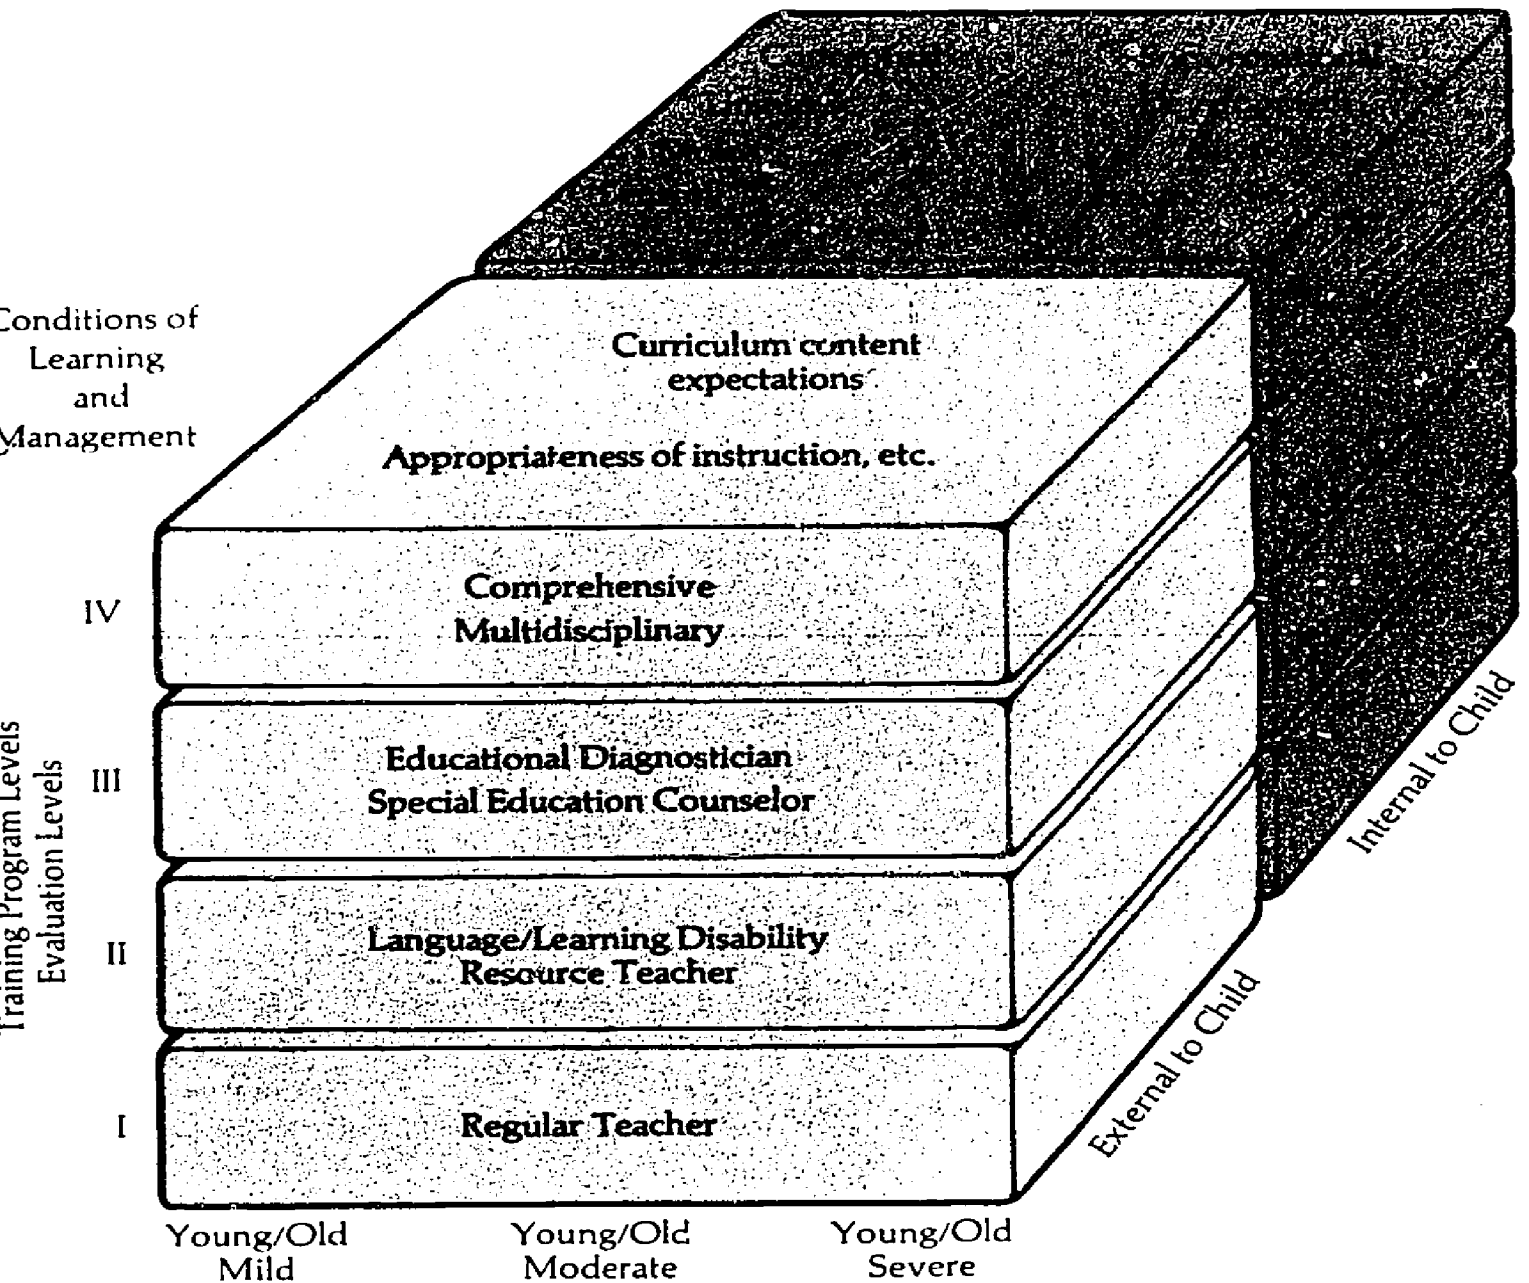 Conditions of
Learning
and
Management
Curriculum content
expectations
Appropriateness of instruction, etc.
IV
Comprehensive
Multidisciplinary
Training Program Levels
Evaluation Levels
III
Educational Diagnostician
Special Education Counselor
II
Language/Learning Disability
Resource Teacher
I
Regular Teacher
Internal to Child
External to Child
Young/Old
Mild
Young/Old
Moderate
Young/Old
Severe